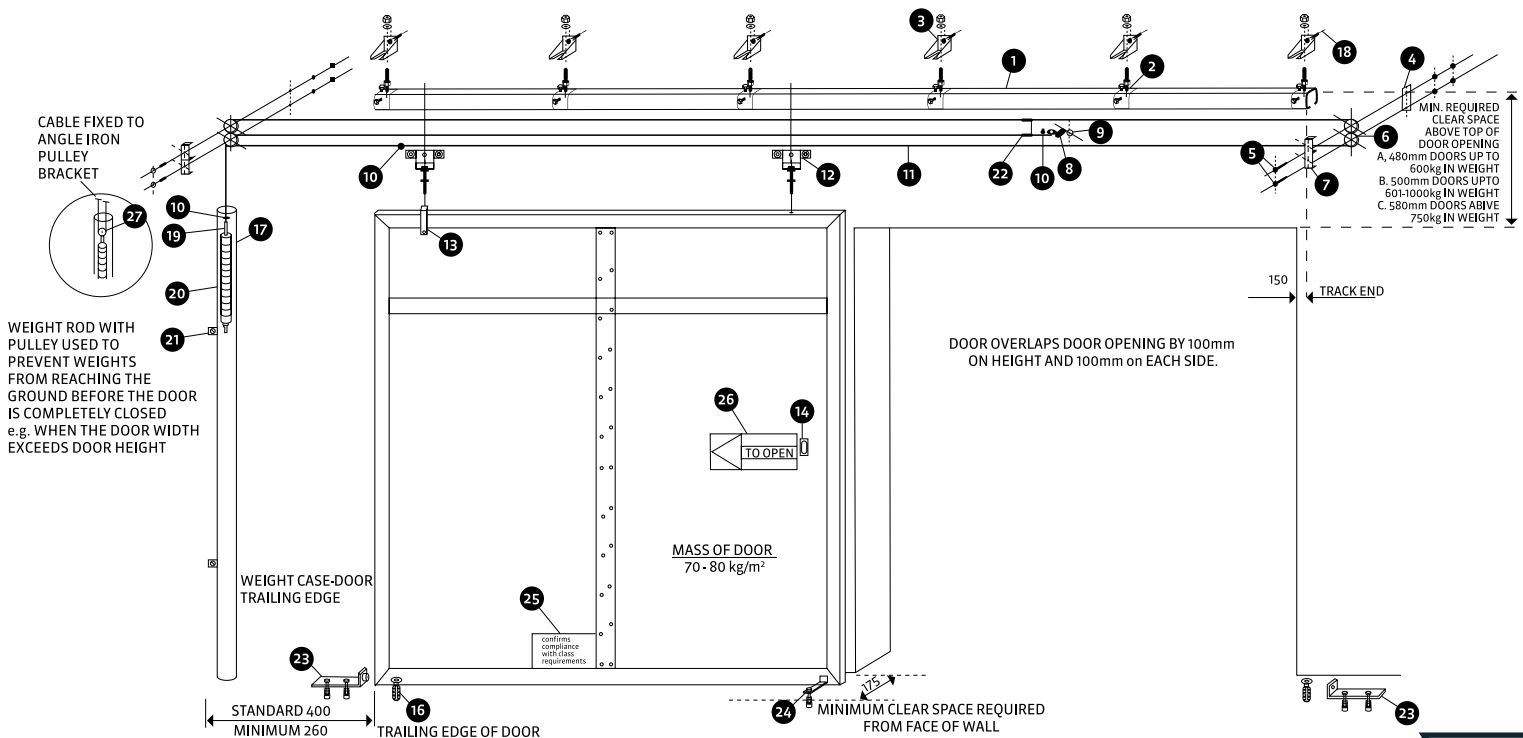 3
18
1
2
4
CABLE FIXED TO
ANGLE IRON
PULLEY
BRACKET
MIN. REQUIRED
CLEAR SPACE
ABOVE TOP OF
DOOR OPENING
A, 480mm DOORS UP TO
600kg IN WEIGHT
B. 500mm DOORS UPTO
601-1000kg IN WEIGHT
C. 580mm DOORS ABIVE
750kg IN WEIGHT
9
6
5
10
12
11
22
10
8
7
10
27
19
17
13
20
150
TRACK END
21
WEIGHT ROD WITH
PULLEY USED TO
PREVENT WEIGHTS
FROM REACHING THE
GROUND BEFORE THE DOOR
IS COMPLETELY CLOSED
e.g. WHEN THE DOOR WIDTH
EXCEEDS DOOR HEIGHT
DOOR OVERLAPS DOOR OPENING BY 100mm
ON HEIGHT AND 100mm on EACH SIDE.
26
14
TO OPEN
MASS OF DOOR
70 - 80 kg/m²
WEIGHT CASE-DOOR
TRAILING EDGE
25
confirms
compliance
with class
requirements
23
175
16
24
23
STANDARD 400
MINIMUM 260
TRAILING EDGE OF DOOR
MINIMUM CLEAR SPACE REQUIRED
FROM FACE OF WALL